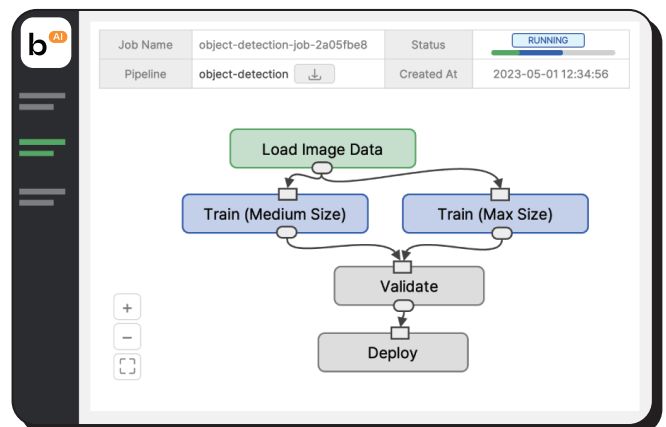 b AI
Job Name object-detection-job-2a05fbe8 Status RUNNING
Pipeline object-detection Created At 2023-05-01 12:34:56
Load Image Data
Train (Medium Size) Train (Max Size)
Validate
Deploy